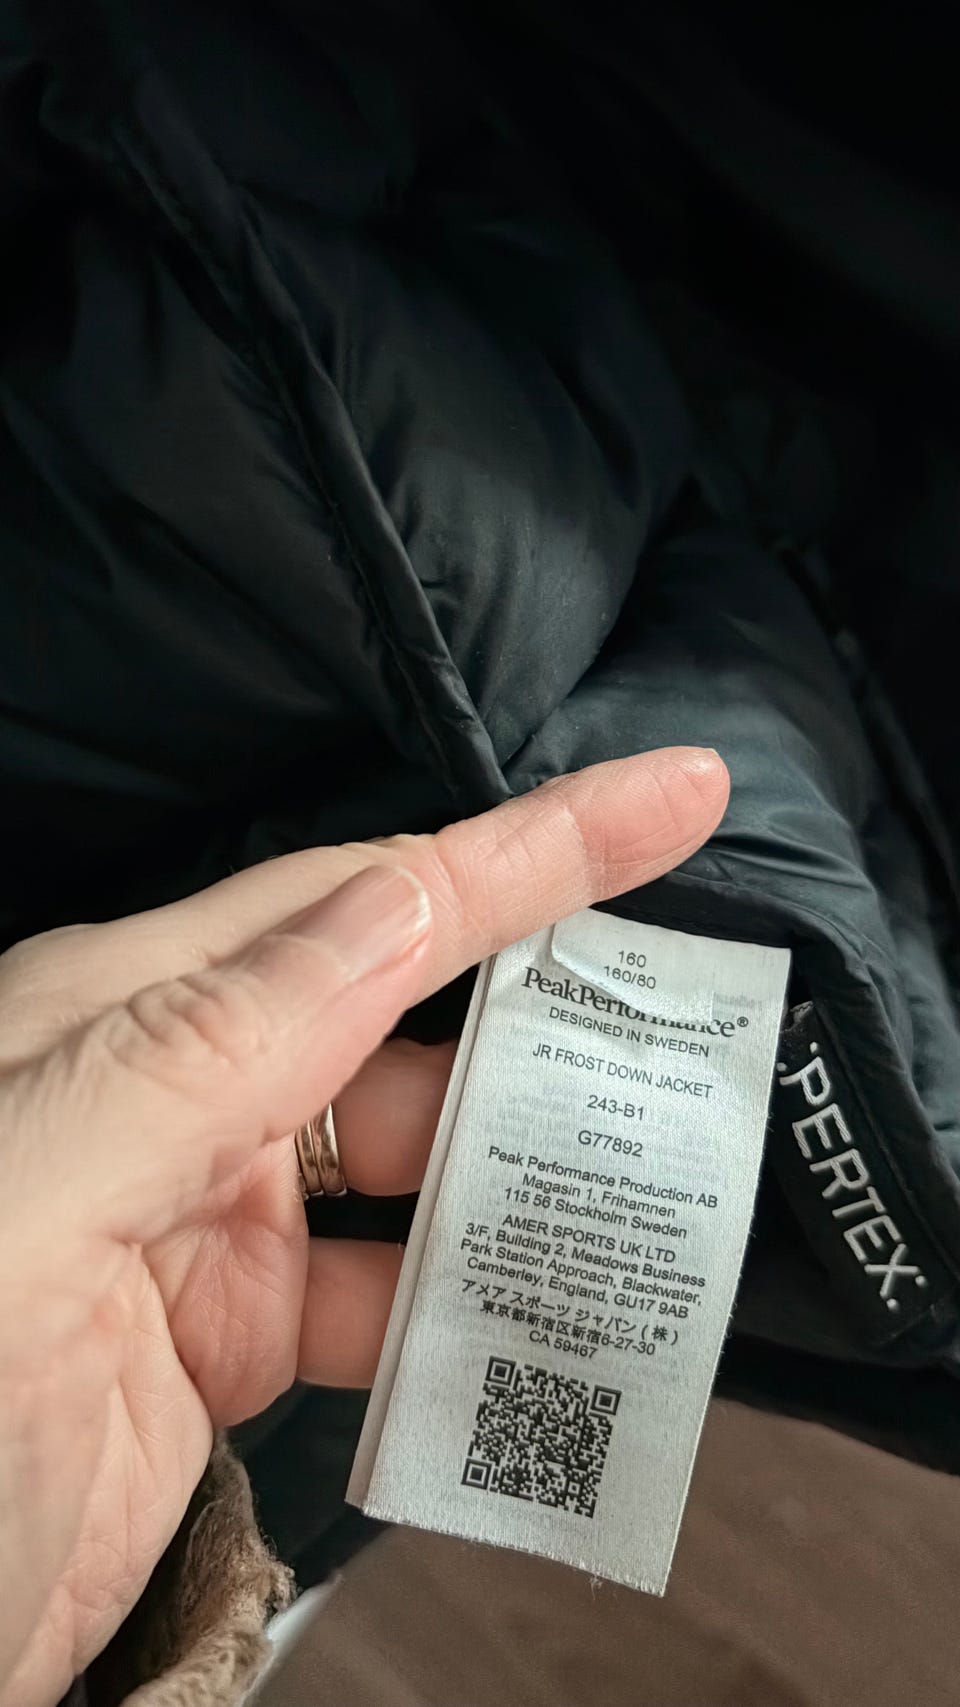 160
160/80
PeakPerformance®
DESIGNED IN SWEDEN
JR FROST DOWN JACKET
243-B1
G77892
Peak Performance Production AB
Magasin 1, Frihamnen
115 56 Stockholm Sweden
AMER SPORTS UK LTD
3/F, Building 2, Meadows Business
Park Station Approach, Blackwater,
Camberley, England, GU17 9AB
アメア スポーツ ジャパン ( 株 )
東京都新宿区新宿6-27-30
CA 59467
PERTEX